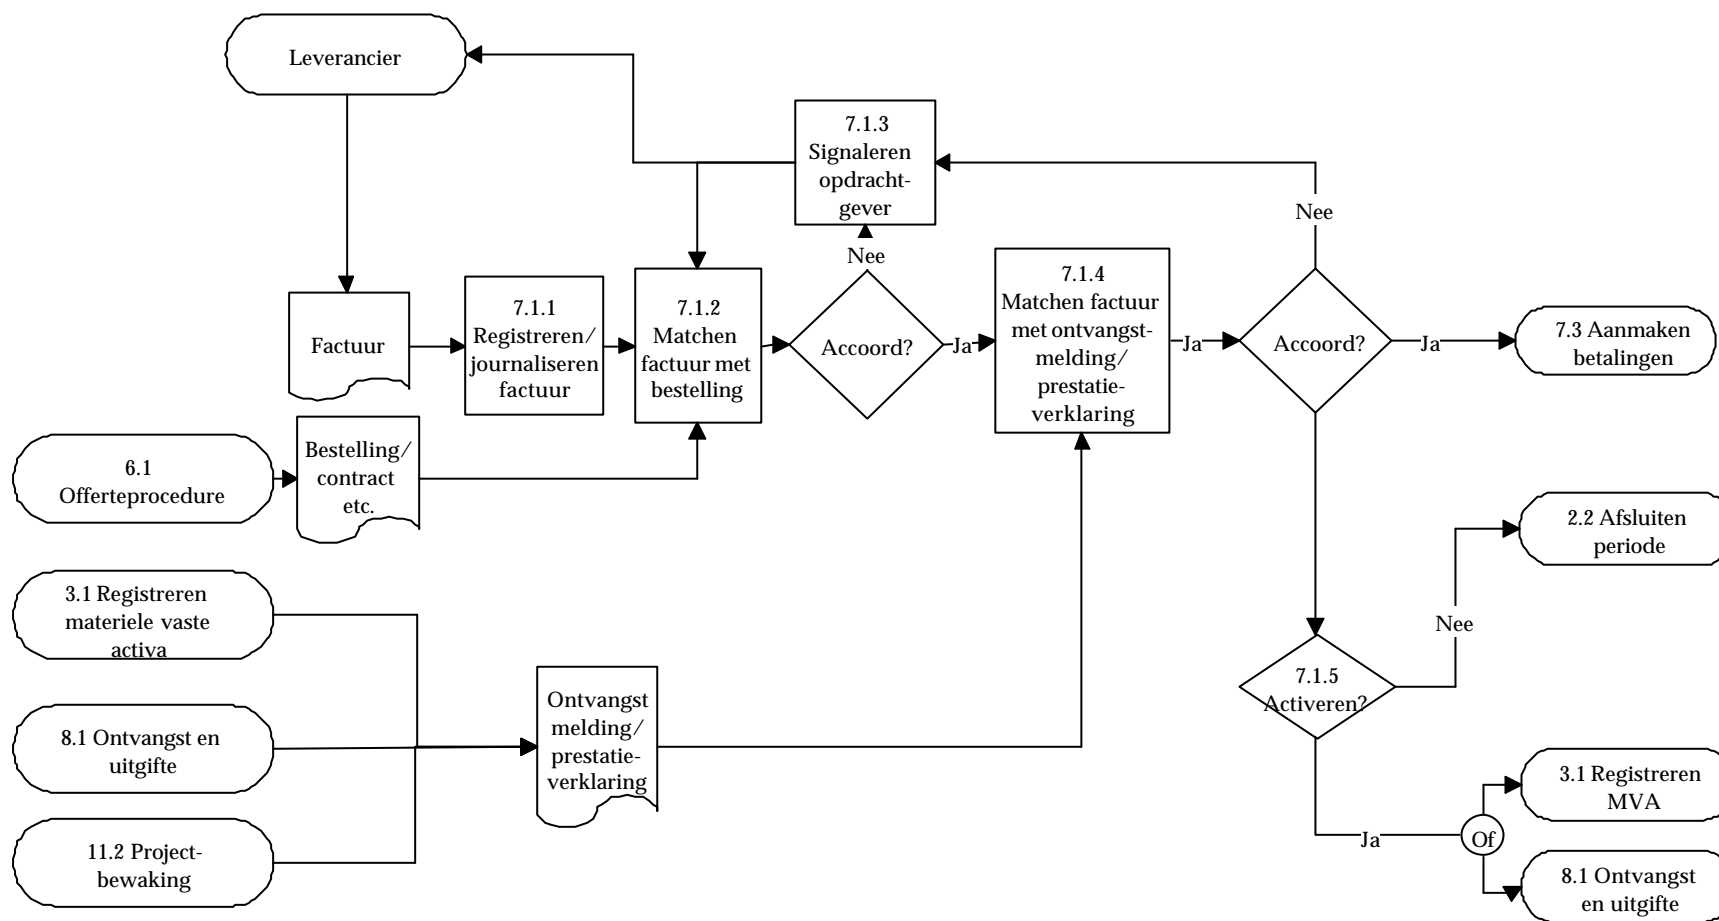 Leverancier
7.1.3
Signaleren
opdracht-
gever
Nee
Nee
Factuur
7.1.1
Registreren/
journaliseren
factuur
7.1.2
Matchen
factuur met
bestelling
Accoord?
Ja
7.1.4
Matchen factuur
met ontvangst-
melding/
prestatie-
verklaring
Ja
Accoord?
Ja
7.3 Aanmaken
betalingen
6.1
Offerteprocedure
Bestelling/
contract
etc.
2.2 Afsluiten
periode
Nee
3.1 Registreren
materiele vaste
activa
7.1.5
Activeren?
8.1 Ontvangst en
uitgifte
Ontvangst
melding/
prestatie-
verklaring
3.1 Registreren
MVA
Ja
Of
11.2 Project-
bewaking
8.1 Ontvangst
en uitgifte